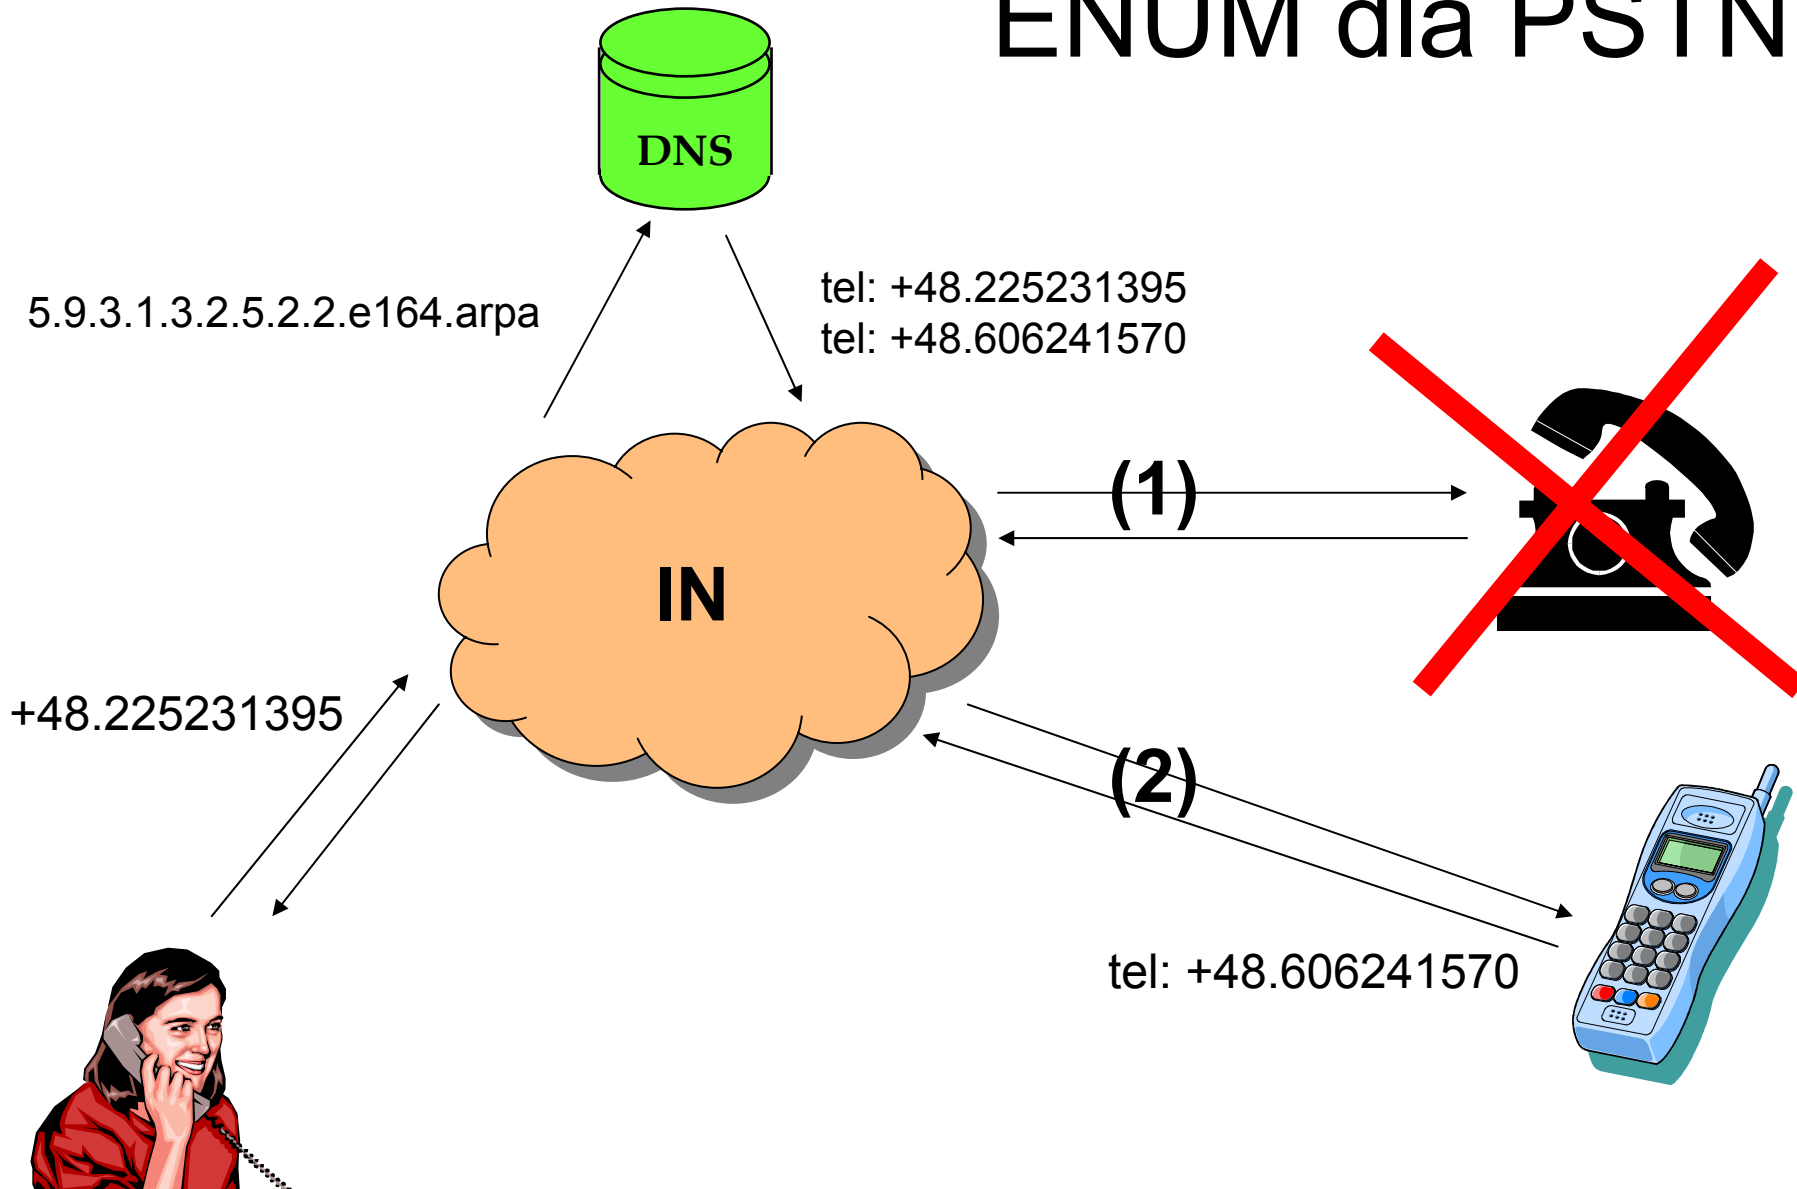 ENUM dla PSTN
DNS
5.9.3.1.3.2.5.2.2.e164.arpa
tel: +48.225231395
tel: +48.606241570
(1)
IN
+48.225231395
(2)
tel: +48.606241570